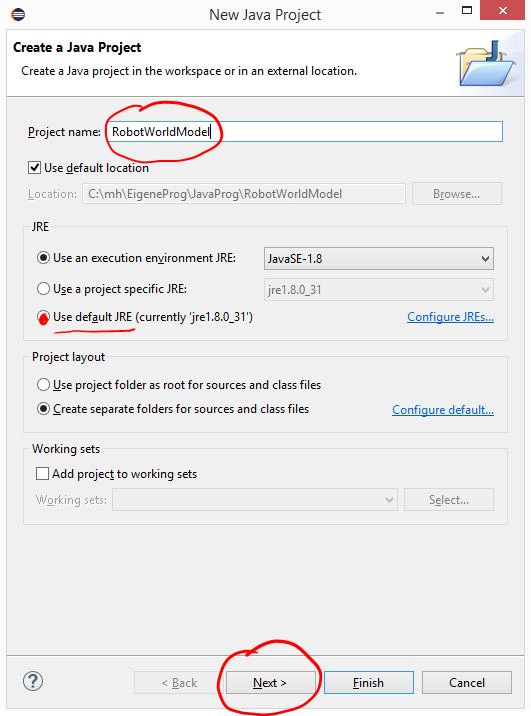 New Java Project
Create a Java Project
Create a Java project in the workspace or in an external location.
Project name: RobotWorldModel
Use default location
Location: C:\mh\EigeneProg\JavaProg\RobotWorldModel Browse...
JRE
Use an execution environment JRE: JavaSE-1.8
Use a project specific JRE: jre1.8.0_31
Use default JRE (currently 'jre1.8.0_31') Configure JREs...
Project layout
Use project folder as root for sources and class files
Create separate folders for sources and class files Configure default...
Working sets
Add project to working sets
Working sets: Select...
? < Back Next > Finish Cancel